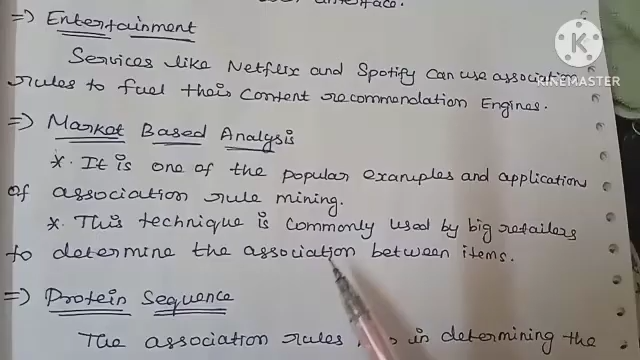 interface.
=> Entertainment
Services like Netflix and Spotify can use association
rules to fuel their content recommendation Engines.
KINEMASTER
=> Market Based Analysis
*. It is one of the popular examples and application
of association rule mining.
*. This technique is commonly used by big retailers
to determine the association between items.
=> Protein Sequence
The association rules in determining the